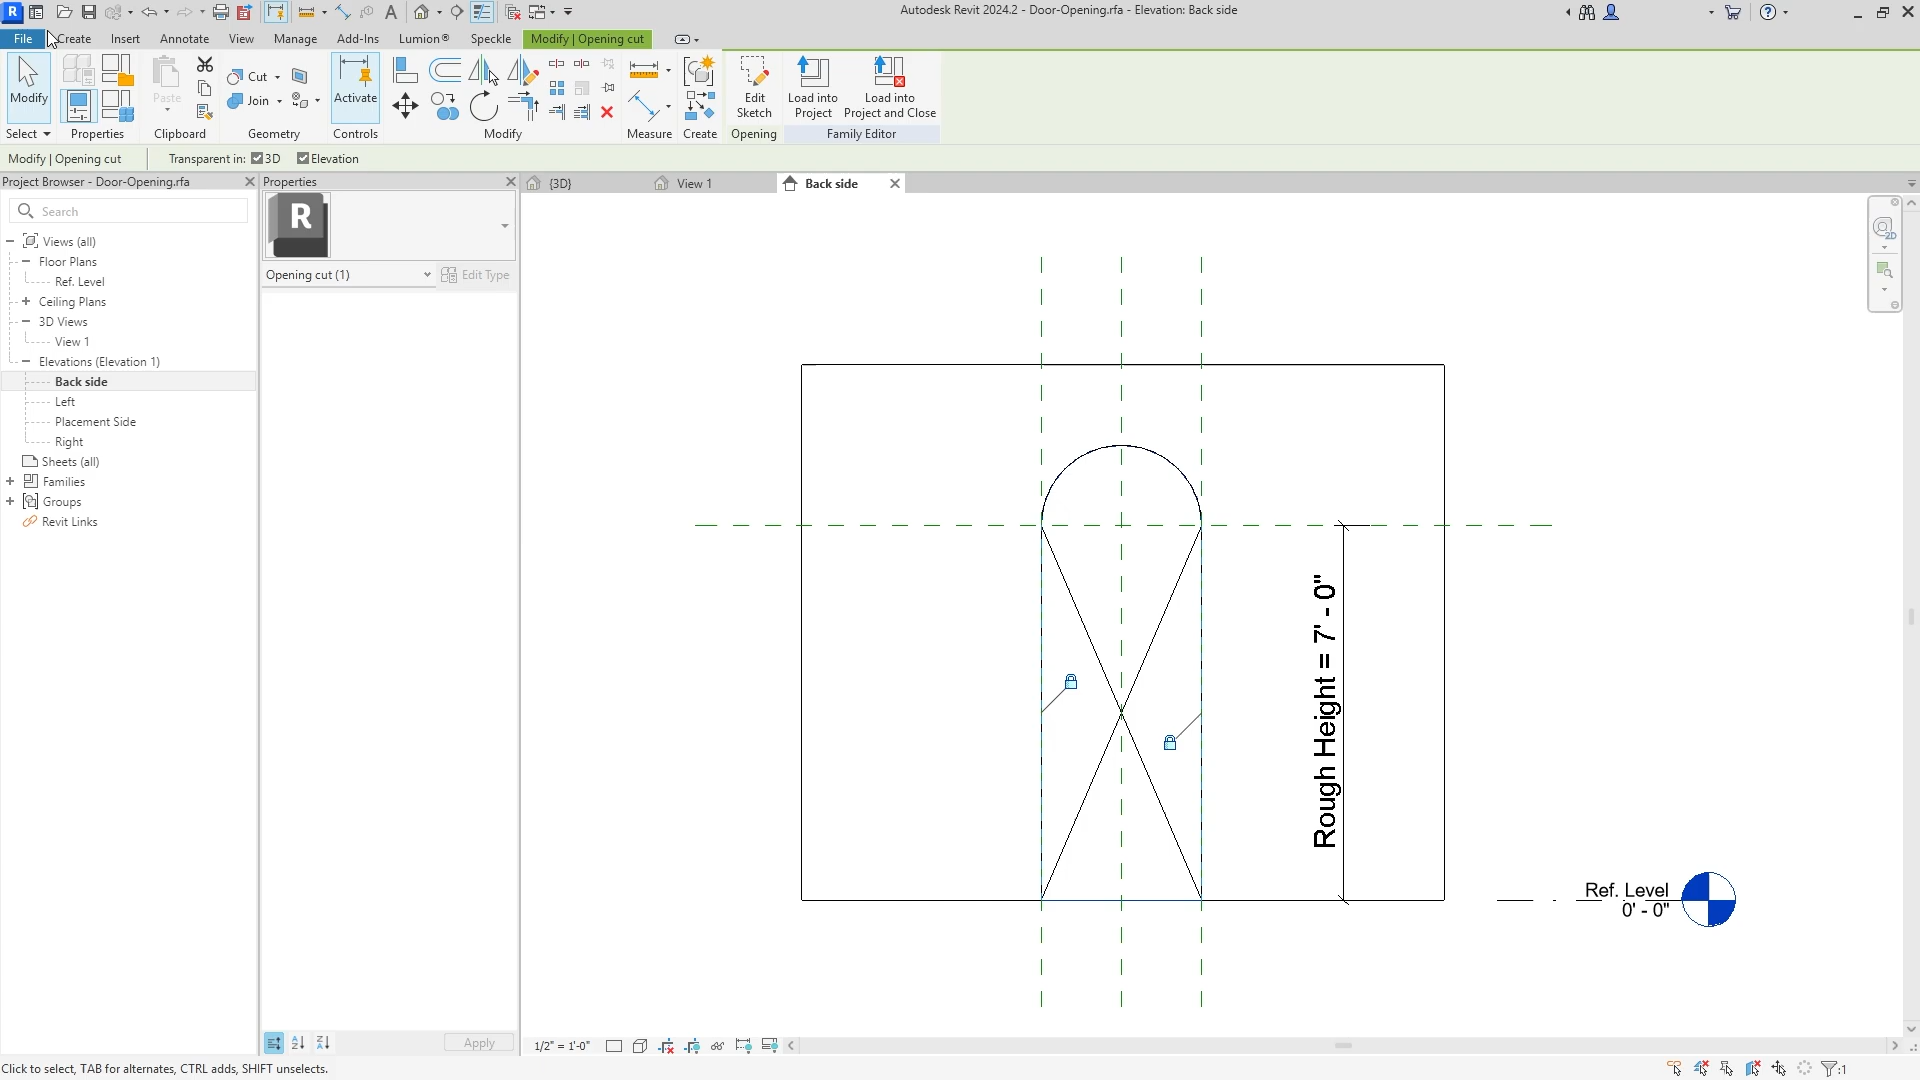 Autodesk Revit 2024.2 - Door-Opening.rfa - Elevation: Back side
File
Create
Insert
Annotate
View
Manage
Add-Ins
Lumion®
Speckle
Modify | Opening cut
Modify
Paste
Cut
Join
Activate
Edit Sketch
Load into Project
Load into Project and Close
Select
Properties
Clipboard
Geometry
Controls
Modify
Measure
Create
Opening
Family Editor
Modify | Opening cut
Transparent in:
3D
Elevation
Project Browser - Door-Opening.rfa
Properties
{3D}
View 1
Back side
Search
R
Views (all)
Floor Plans
Ref. Level
Ceiling Plans
3D Views
View 1
Elevations (Elevation 1)
Back side
Left
Placement Side
Right
Sheets (all)
Families
Groups
Revit Links
Opening cut (1)
Edit Type
Rough Height = 7' - 0"
Ref. Level
0' - 0"
2D
Apply
1/2" = 1'-0"
Click to select, TAB for alternates, CTRL adds, SHIFT unselects.
:1